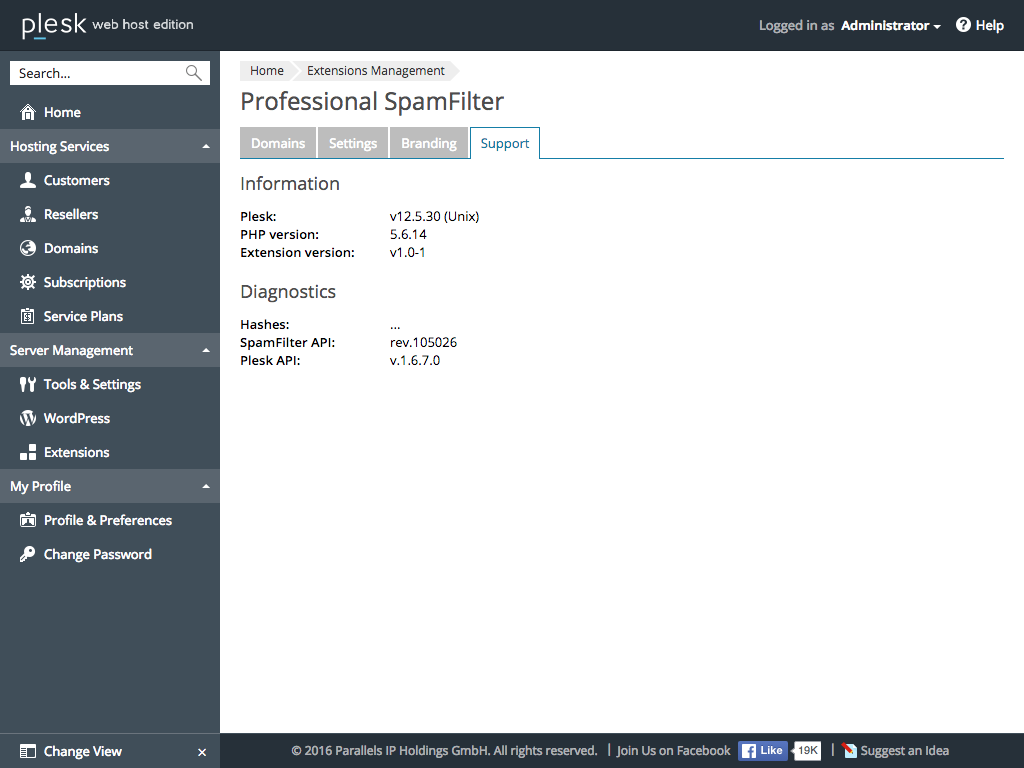 plesk web host edition
Logged in as Administrator
Help
Search...
Home
Hosting Services
Customers
Resellers
Domains
Subscriptions
Service Plans
Server Management
Tools & Settings
WordPress
Extensions
My Profile
Profile & Preferences
Change Password
Change View ×
Home Extensions Management
Professional SpamFilter
Domains Settings Branding Support
Information
Plesk: v12.5.30 (Unix)
PHP version: 5.6.14
Extension version: v1.0-1
Diagnostics
Hashes: ...
SpamFilter API: rev.105026
Plesk API: v.1.6.7.0
© 2016 Parallels IP Holdings GmbH. All rights reserved. | Join Us on Facebook f Like 19K | Suggest an Idea